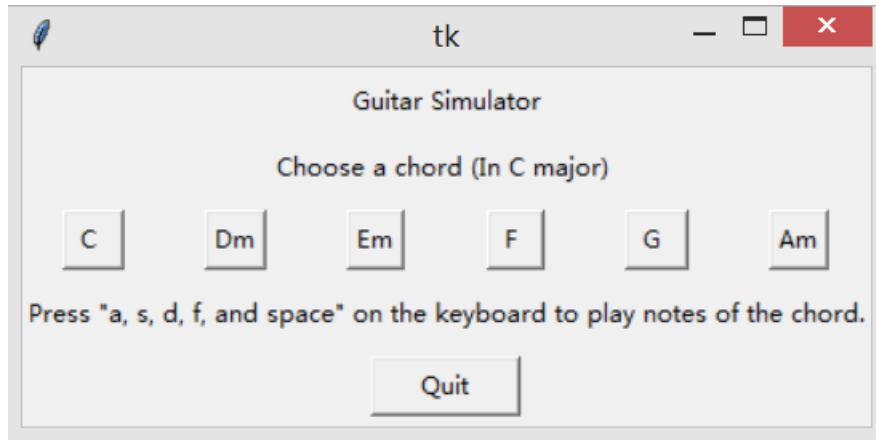 tk
Guitar Simulator
Choose a chord (In C major)
C Dm Em F G Am
Press "a, s, d, f, and space" on the keyboard to play notes of the chord.
Quit